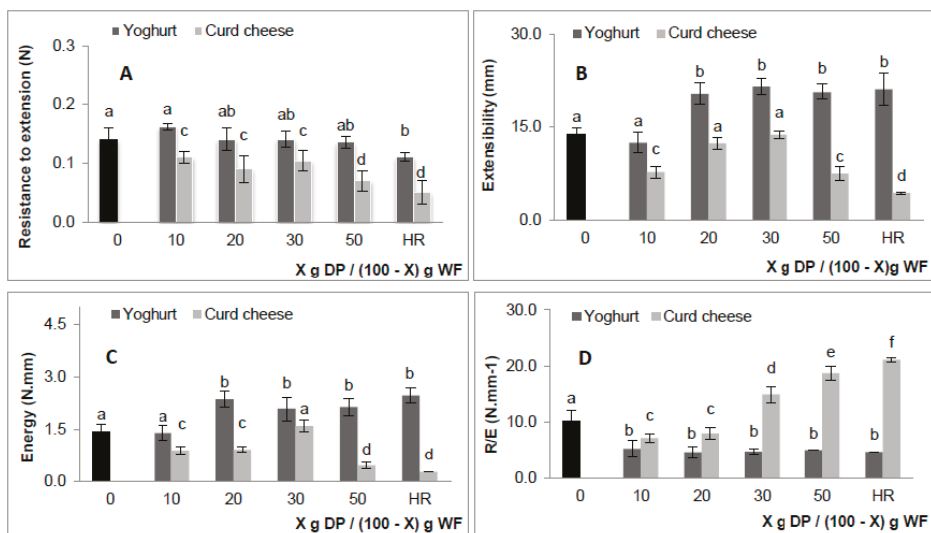 Yoghurt Curd cheese
A
Resistance to extension (N)
0.3
0.2
0.1
0.0
a a c ab c ab c ab d b d
0 10 20 30 50 HR
X g DP / (100 - X) g WF
Yoghurt Curd cheese
B
Extensibility (mm)
30.0
15.0
0.0
a a c b a b a b c b d
0 10 20 30 50 HR
X g DP / (100 - X)g WF
Yoghurt Curd cheese
C
Energy (N.mm)
4.5
3.0
1.5
0.0
a a c b c b a b d b d
0 10 20 30 50 HR
X g DP / (100 - X) g WF
Yoghurt Curd cheese
D
R/E (N.mm-1)
30.0
20.0
10.0
0.0
a b c b c b d b e b f
0 10 20 30 50 HR
X g DP / (100 - X) g WF